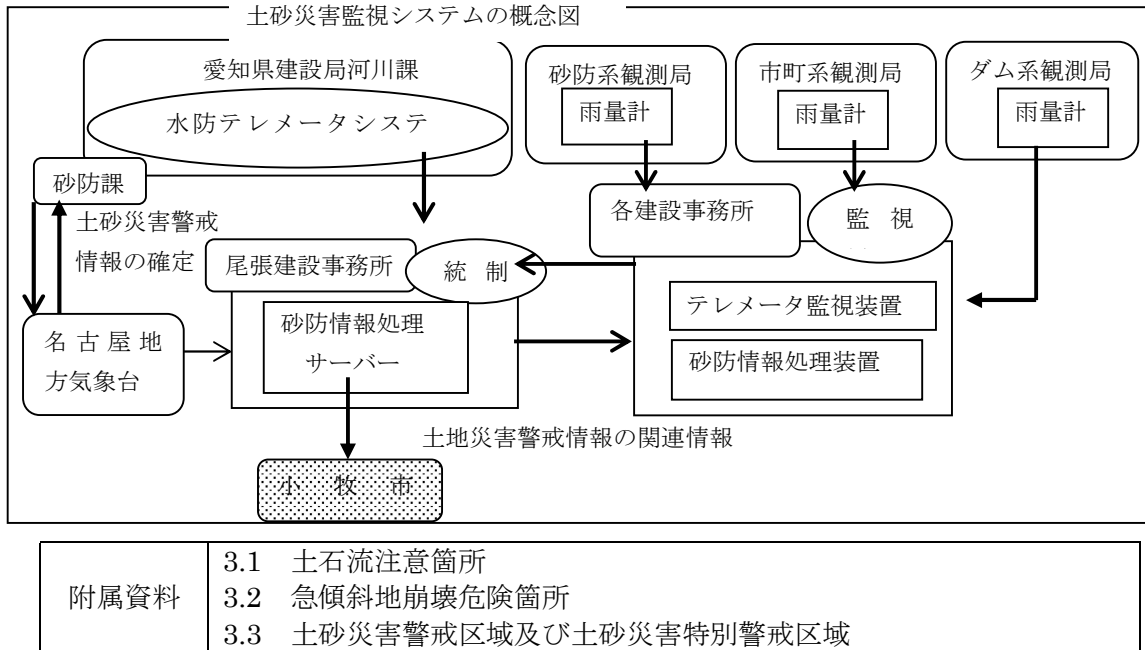 土砂災害監視システムの概念図
愛知県建設局河川課
水防テレメータシステ
砂防系観測局
雨量計
市町系観測局
雨量計
ダム系観測局
雨量計
砂防課
土砂災害警戒
情報の確定
各建設事務所
監 視
尾張建設事務所
統 制
砂防情報処理
サーバー
テレメータ監視装置
砂防情報処理装置
名古屋地
方気象台
土地災害警戒情報の関連情報
小 牧 市
附属資料
3.1 土石流注意箇所
3.2 急傾斜地崩壊危険箇所
3.3 土砂災害警戒区域及び土砂災害特別警戒区域